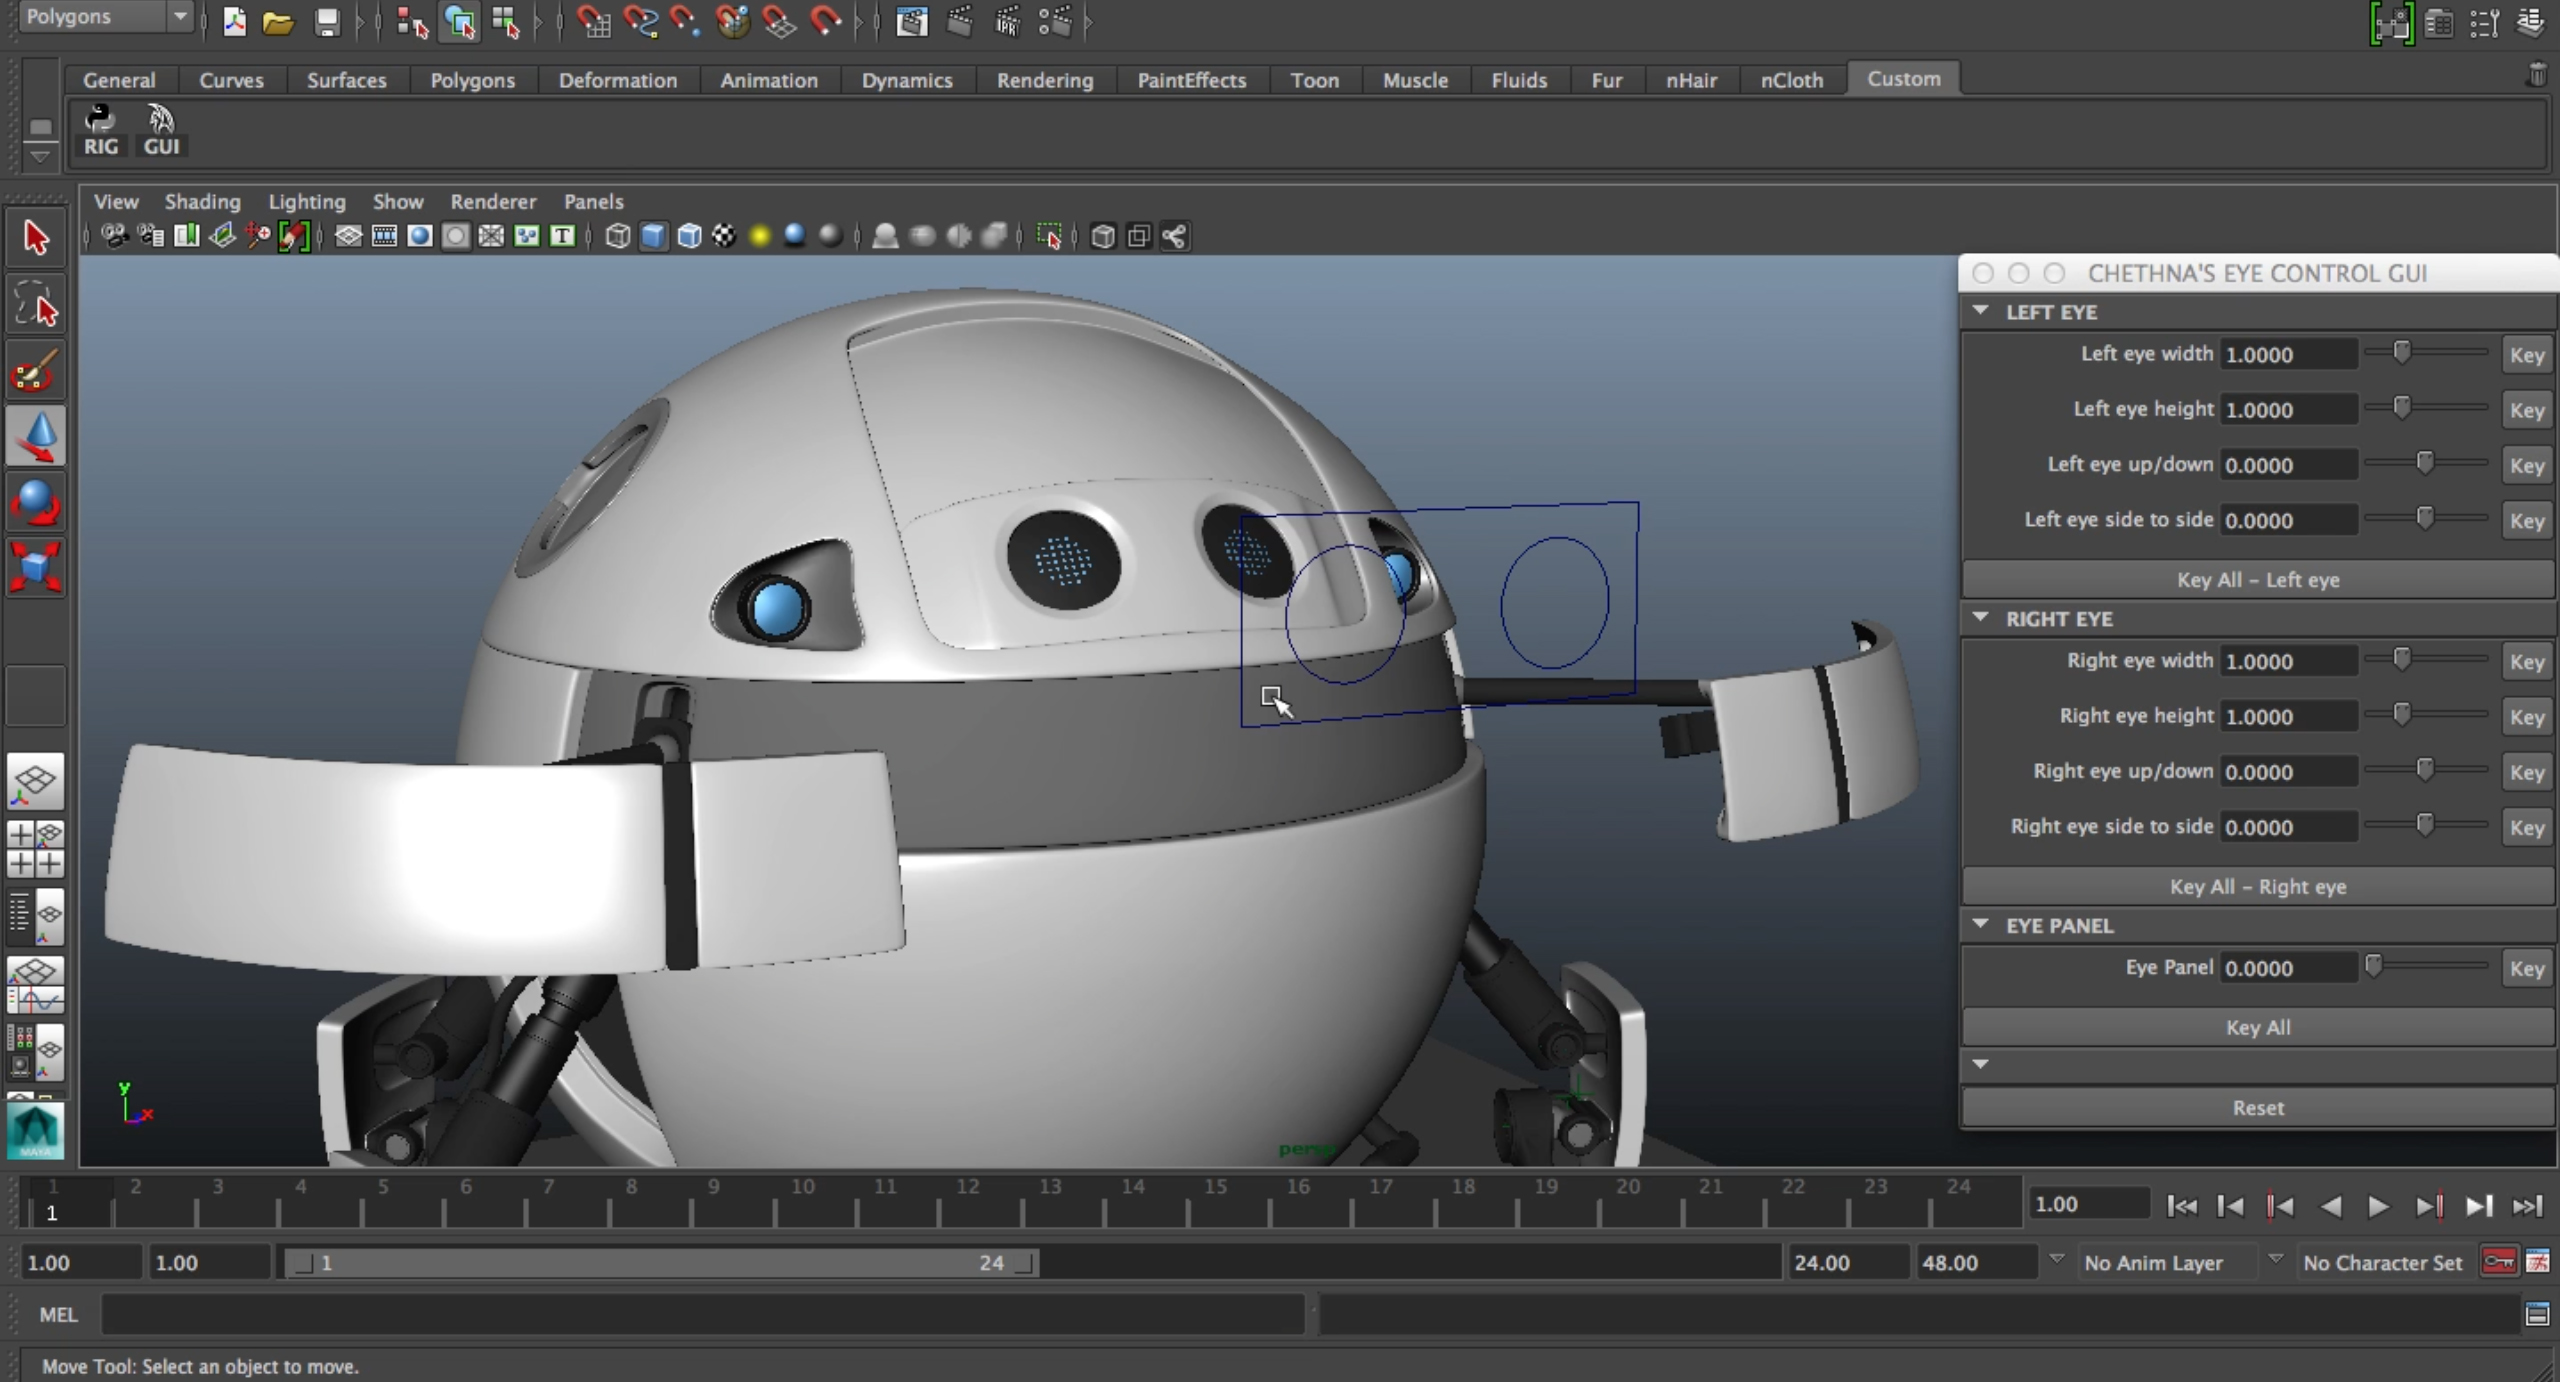 Polygons
General Curves Surfaces Polygons Deformation Animation Dynamics Rendering PaintEffects Toon Muscle Fluids Fur nHair nCloth Custom
RIG GUI
View Shading Lighting Show Renderer Panels
CHETHNA'S EYE CONTROL GUI
LEFT EYE
Left eye width 1.0000 Key
Left eye height 1.0000 Key
Left eye up/down 0.0000 Key
Left eye side to side 0.0000 Key
Key All - Left eye
RIGHT EYE
Right eye width 1.0000 Key
Right eye height 1.0000 Key
Right eye up/down 0.0000 Key
Right eye side to side 0.0000 Key
Key All - Right eye
EYE PANEL
Eye Panel 0.0000 Key
Key All
Reset
y
x
MAYA
persp
1 2 3 4 5 6 7 8 9 10 11 12 13 14 15 16 17 18 19 20 21 22 23 24
1
1.00
1.00 1.00 1 24 24.00 48.00 No Anim Layer No Character Set
MEL
Move Tool: Select an object to move.